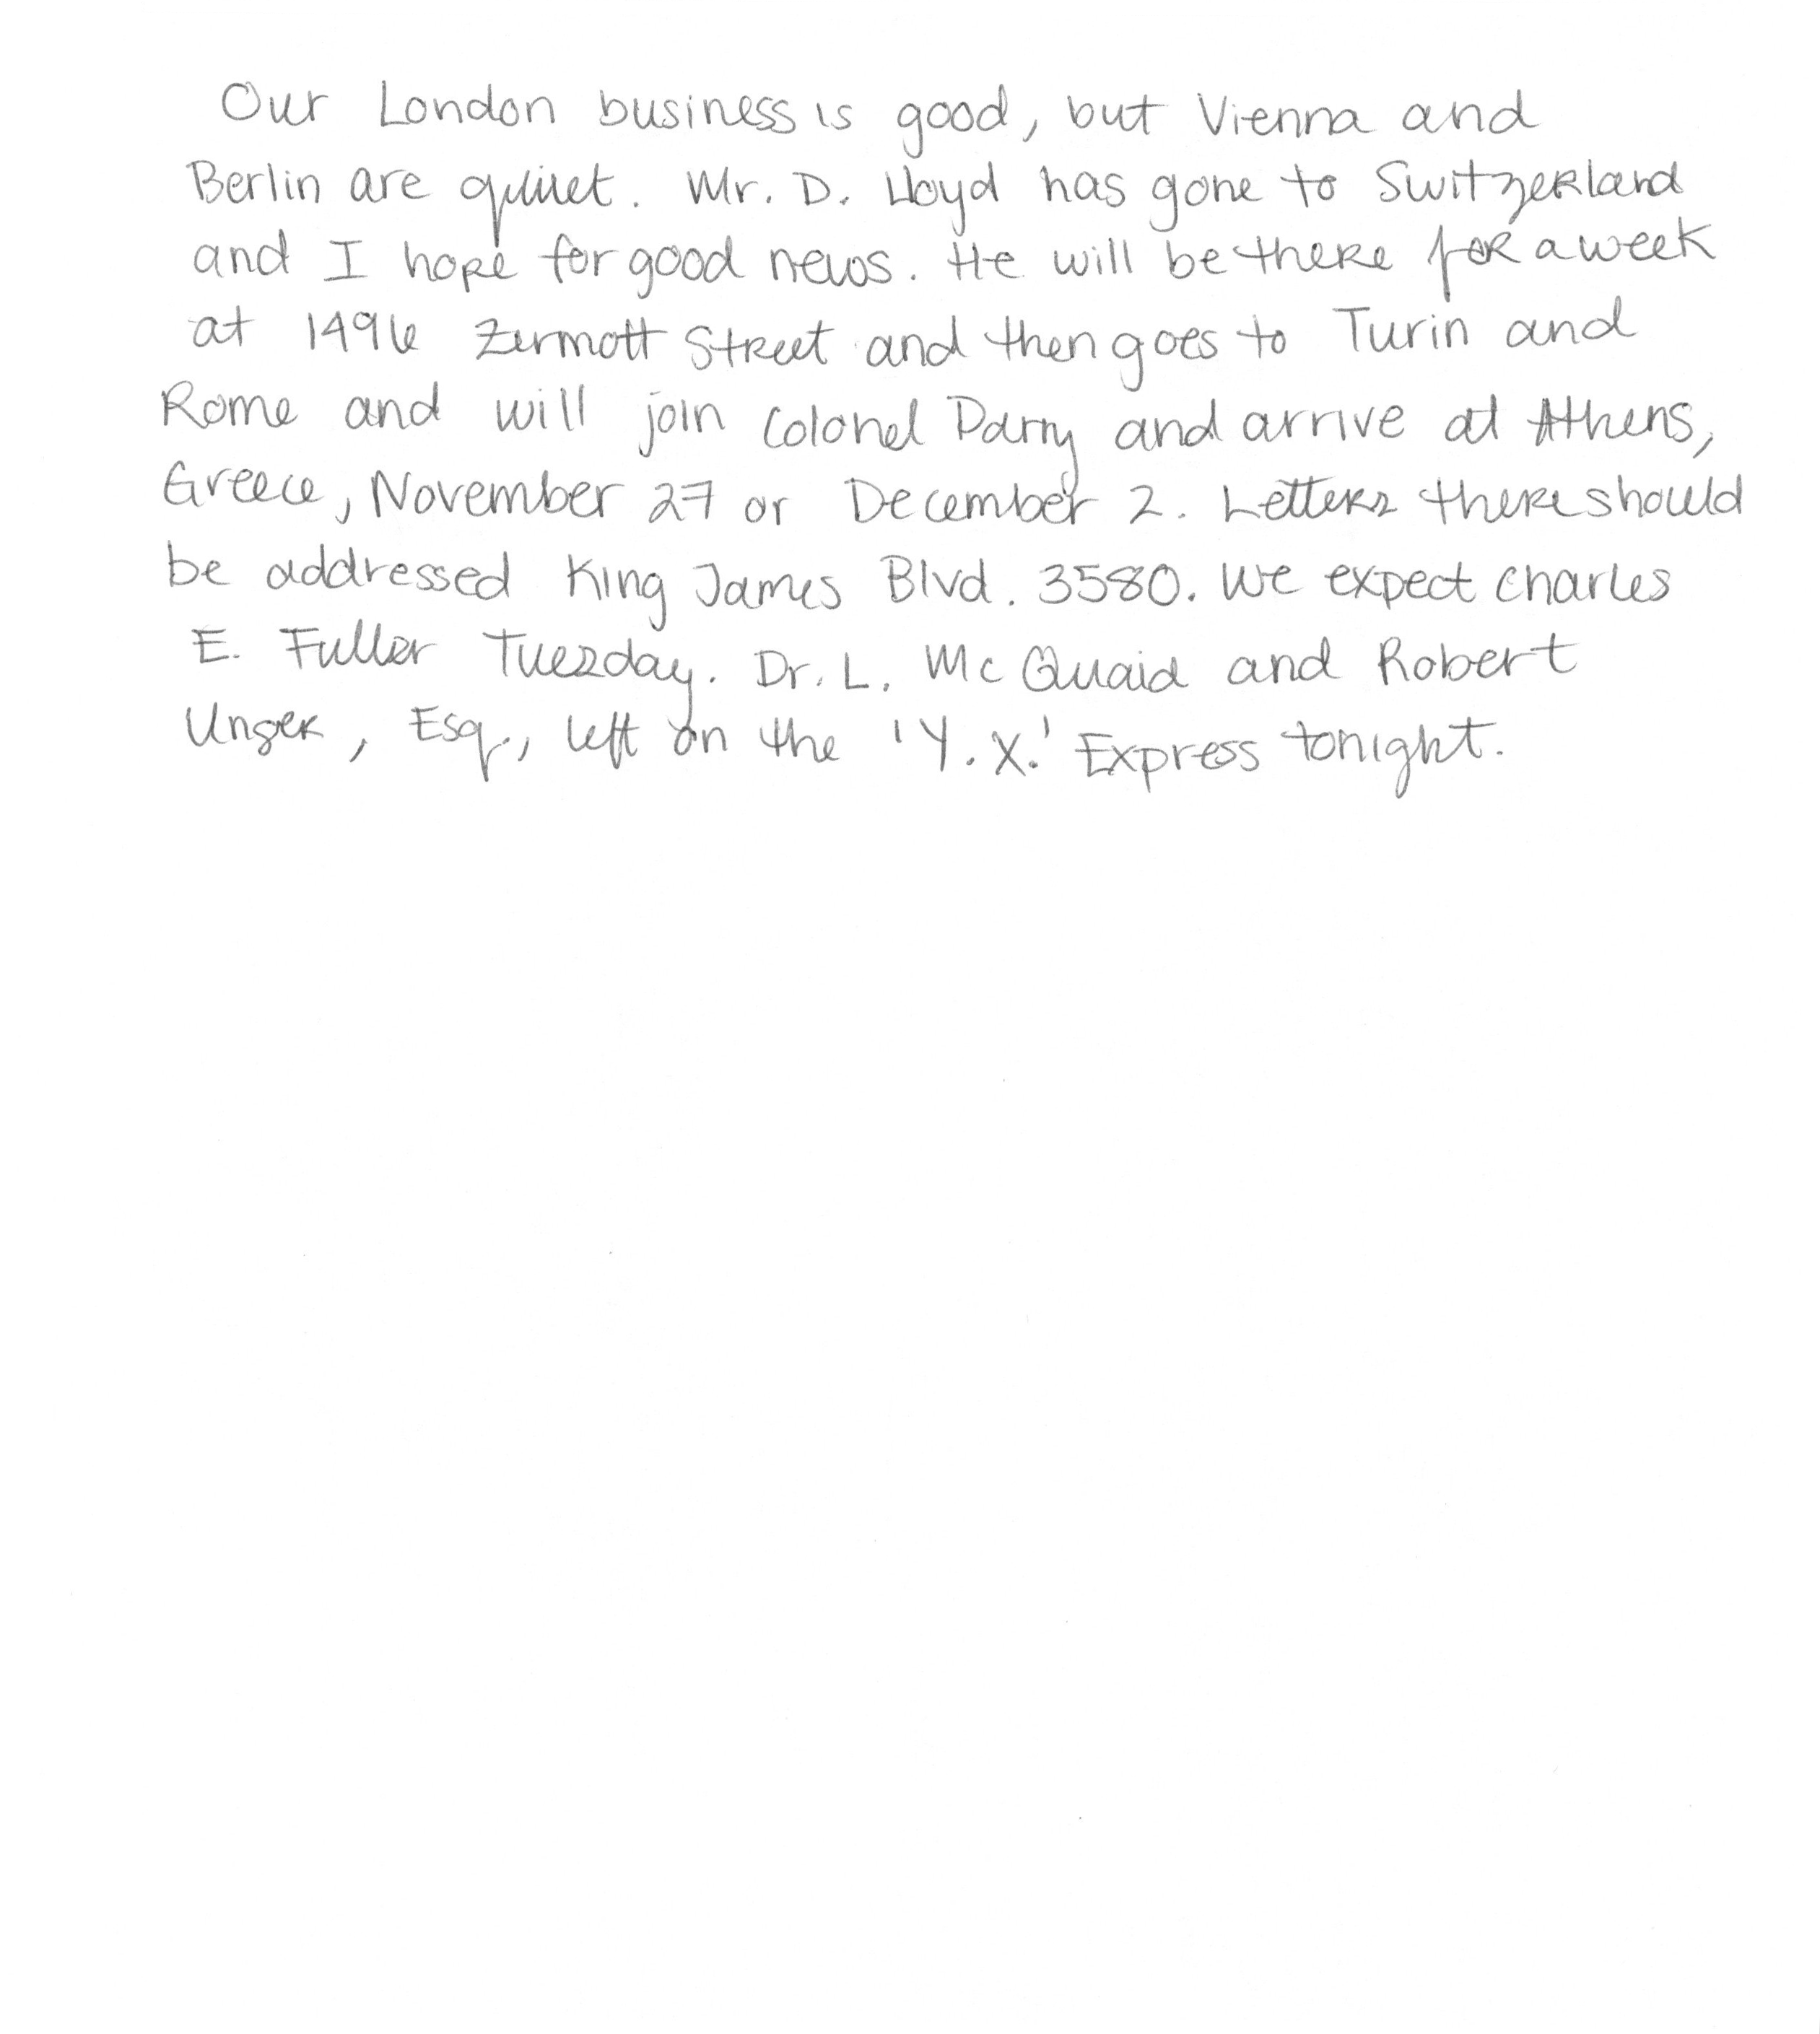 Our London business is good, but Vienna and
Berlin are quiet. Mr. D. Lloyd has gone to Switzerland
and I hope for good news. He will be there for a week
at 1496 Zermott Street and then goes to Turin and
Rome and will join Colonel Parry and arrive at Athens,
Greece, November 27 or December 2. Letters there should
be addressed King James Blvd. 3580. We expect Charles
E. Fuller Tuesday. Dr. L. Mc Quaid and Robert
Unger, Esq., left on the 'Y.X.' Express tonight.